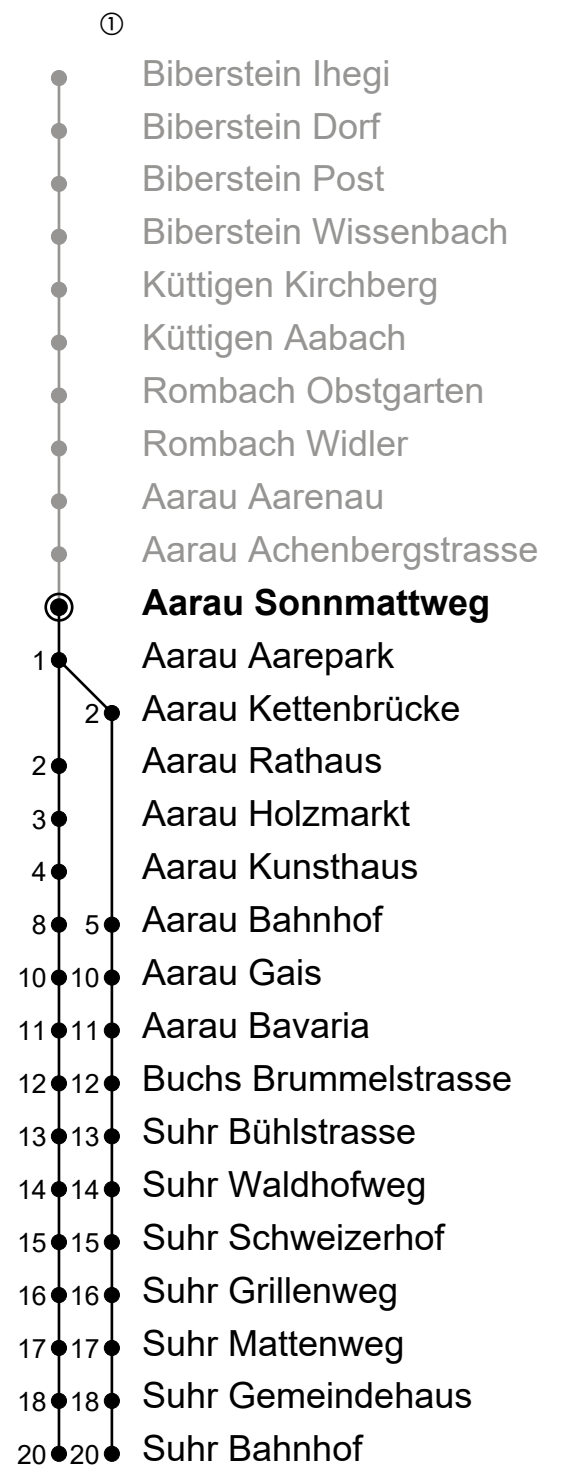 ①
Biberstein Ihegi
Biberstein Dorf
Biberstein Post
Biberstein Wissenbach
Küttigen Kirchberg
Küttigen Aabach
Rombach Obstgarten
Rombach Widler
Aarau Aarenau
Aarau Achenbergstrasse
Aarau Sonnmattweg
1 Aarau Aarepark
2 Aarau Kettenbrücke
2 Aarau Rathaus
3 Aarau Holzmarkt
4 Aarau Kunsthaus
8 5 Aarau Bahnhof
10 10 Aarau Gais
11 11 Aarau Bavaria
12 12 Buchs Brummelstrasse
13 13 Suhr Bühlstrasse
14 14 Suhr Waldhofweg
15 15 Suhr Schweizerhof
16 16 Suhr Grillenweg
17 17 Suhr Mattenweg
18 18 Suhr Gemeindehaus
20 20 Suhr Bahnhof